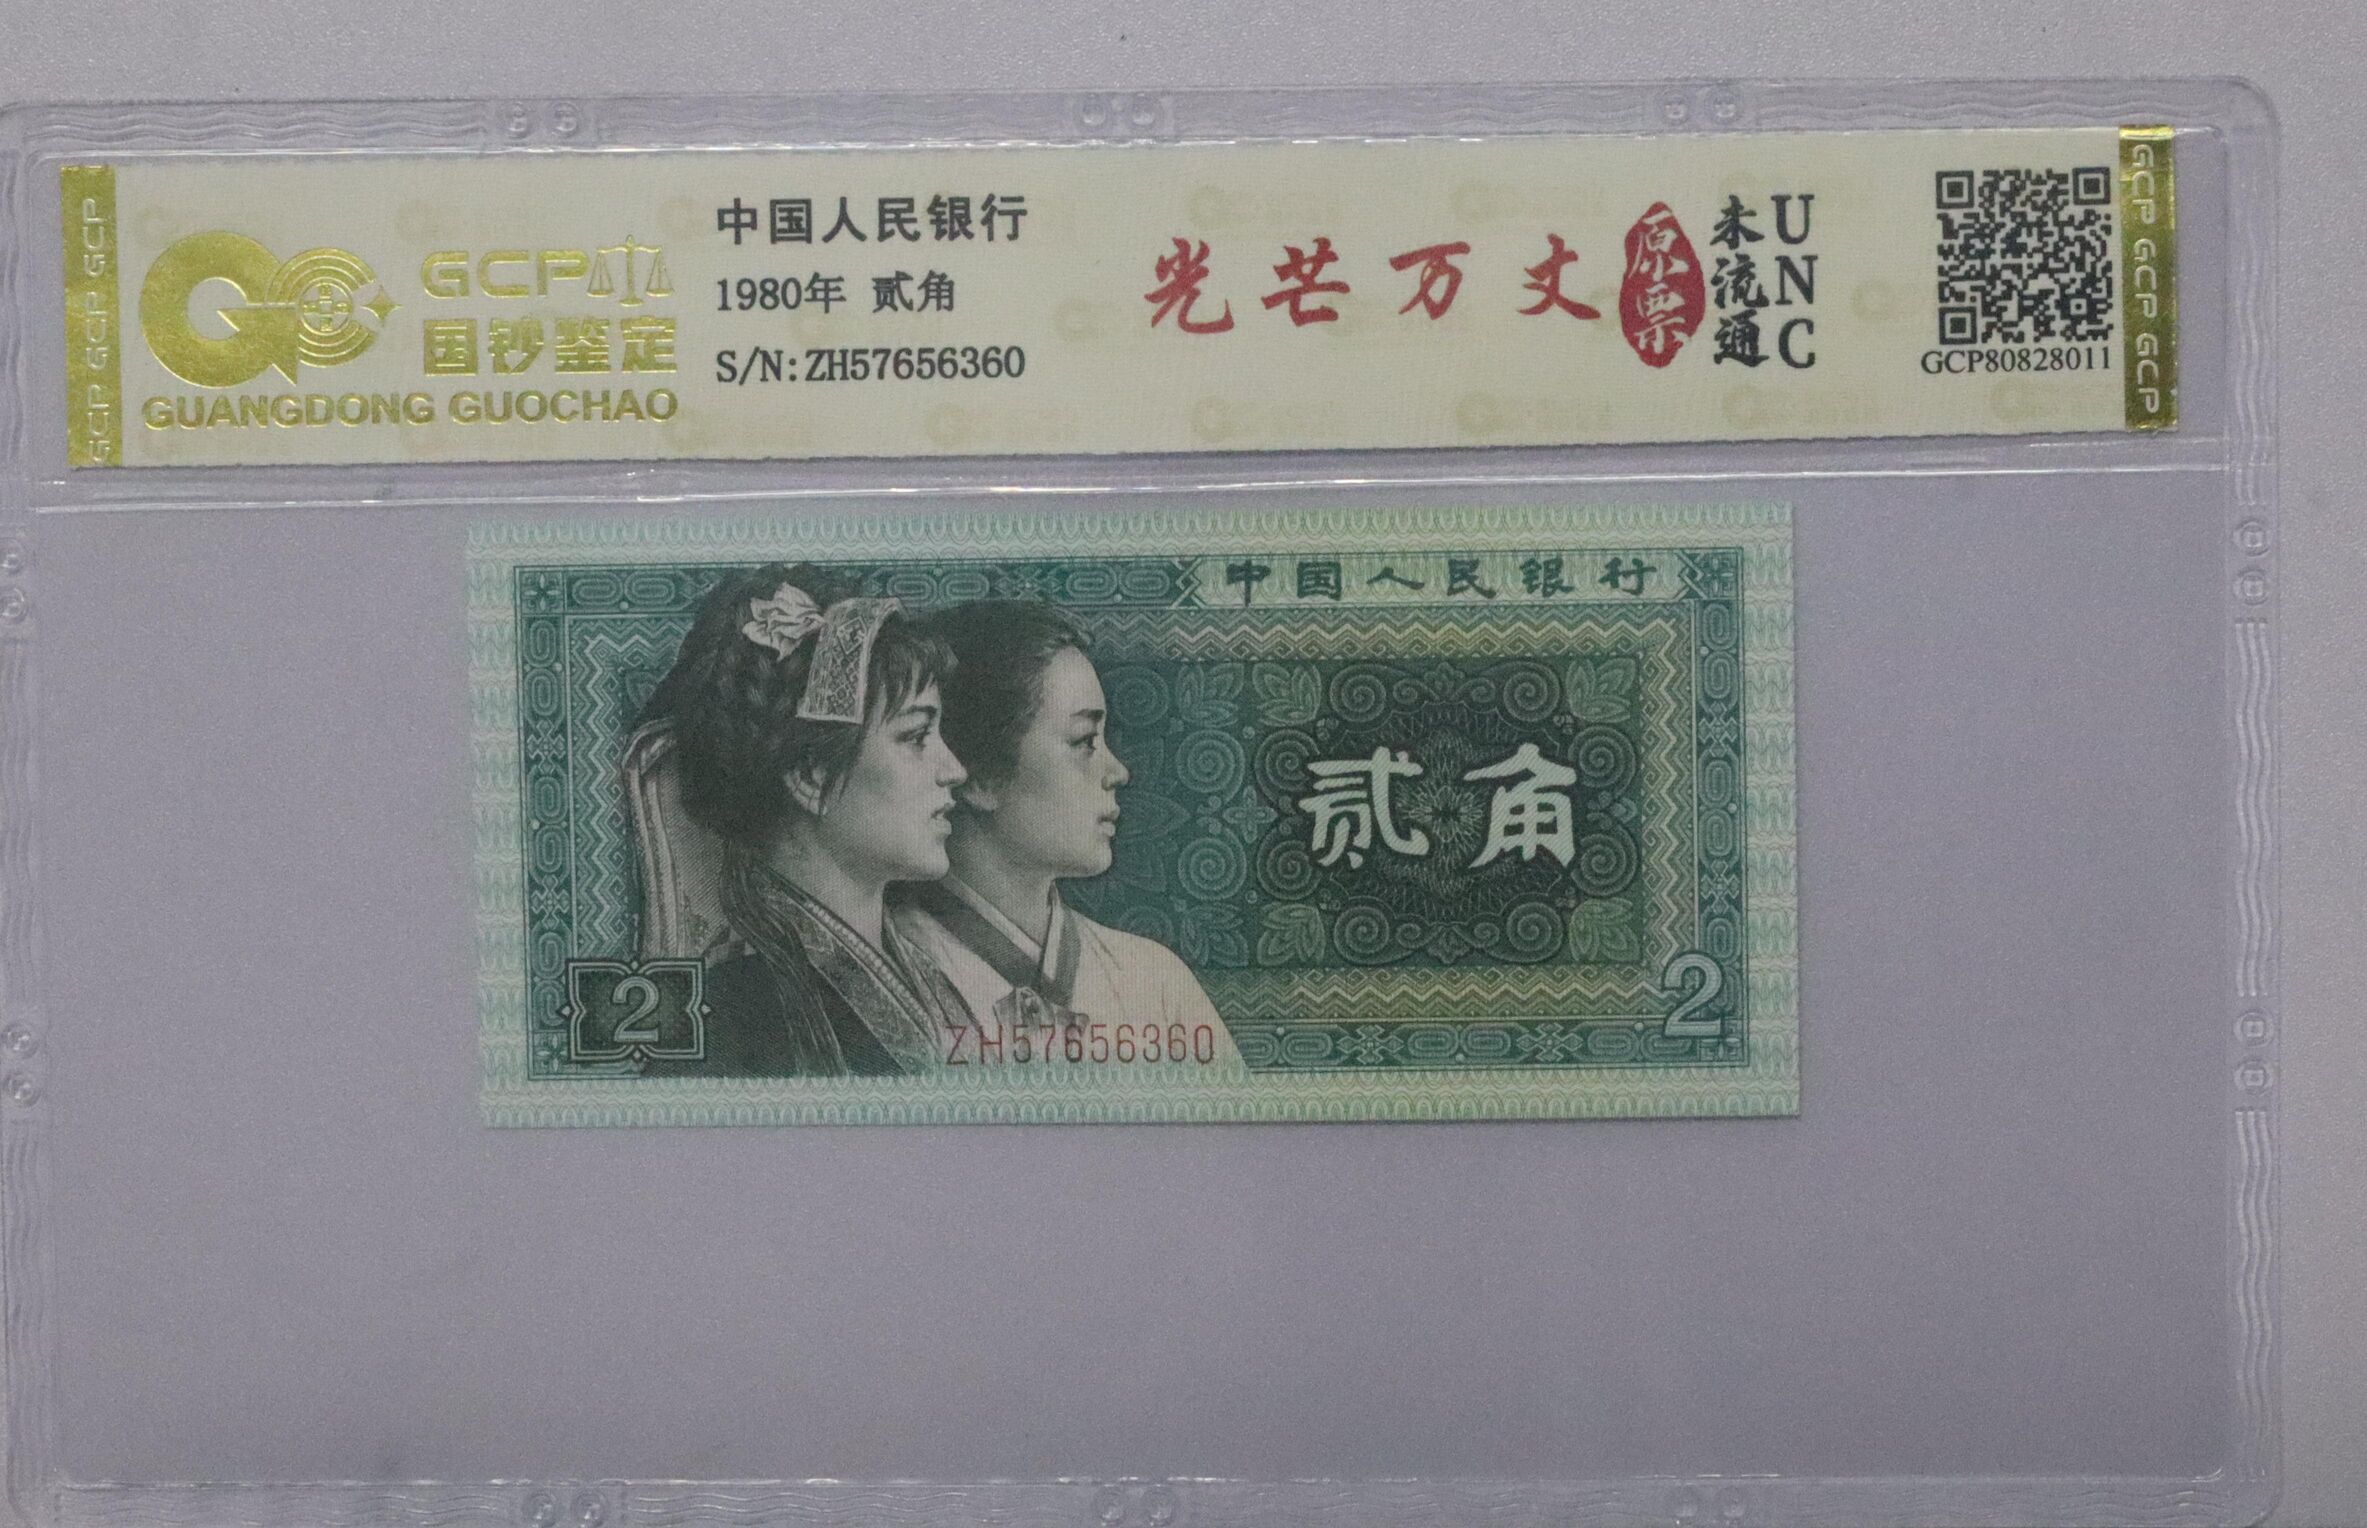 GCP GCP GCP
GCP
国钞鉴定
GUANGDONG GUOCHAO
中国人民银行
1980年 贰角
S/N:ZH57656360
光芒万丈
原票
未流通
UNC
GCP80828011
GCP GCP GCP
中国人民银行
贰角
2
2
ZH57656360